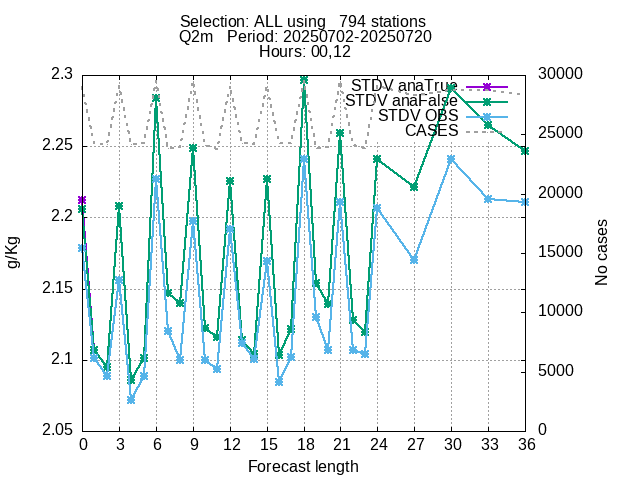 Selection: ALL using   794 stations
Q2m   Period: 20250702-20250720
Hours: 00,12
STDV anaTrue
STDV anaFalse
STDV OBS
CASES
2.3
2.25
2.2
2.15
2.1
2.05
30000
25000
20000
15000
10000
5000
0
g/Kg
No cases
0 3 6 9 12 15 18 21 24 27 30 33 36
Forecast length